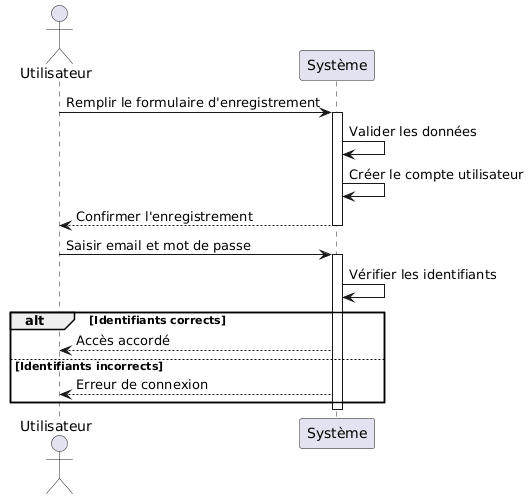 Utilisateur
Système
Remplir le formulaire d'enregistrement
Valider les données
Créer le compte utilisateur
Confirmer l'enregistrement
Saisir email et mot de passe
Vérifier les identifiants
alt [Identifiants corrects]
Accès accordé
[Identifiants incorrects]
Erreur de connexion
Utilisateur
Système